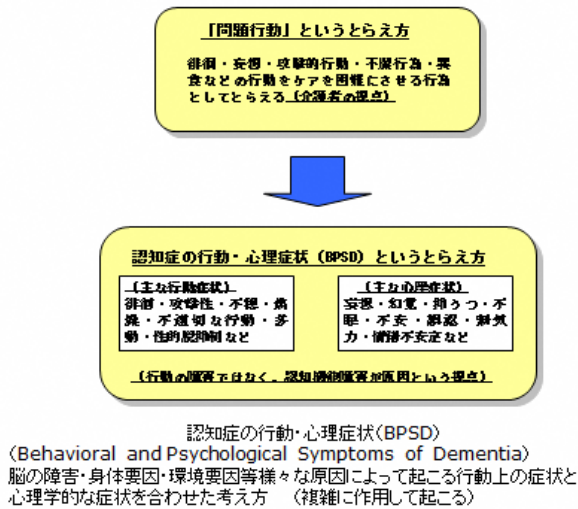 「問題行動」というとらえ方
徘徊・妄想・攻撃的行動・不潔行為・異
食などの行動をケアを困難にさせる行為
としてとらえる（介護者の視点）
認知症の行動・心理症状（BPSD）というとらえ方
（主な行動症状）
徘徊・攻撃性・不穏・焦
燥・不適切な行動・多
動・性的脱抑制など
（主な心理症状）
妄想・幻覚・抑うつ・不
眠・不安・誤認・無気
力・情緒不安定など
（行動の障害ではなく、認知機能障害が原因という視点）
認知症の行動・心理症状（BPSD）
（Behavioral and Psychological Symptoms of Dementia）
脳の障害・身体要因・環境要因等様々な原因によって起こる行動上の症状と
心理学的な症状を合わせた考え方　（複雑に作用して起こる）